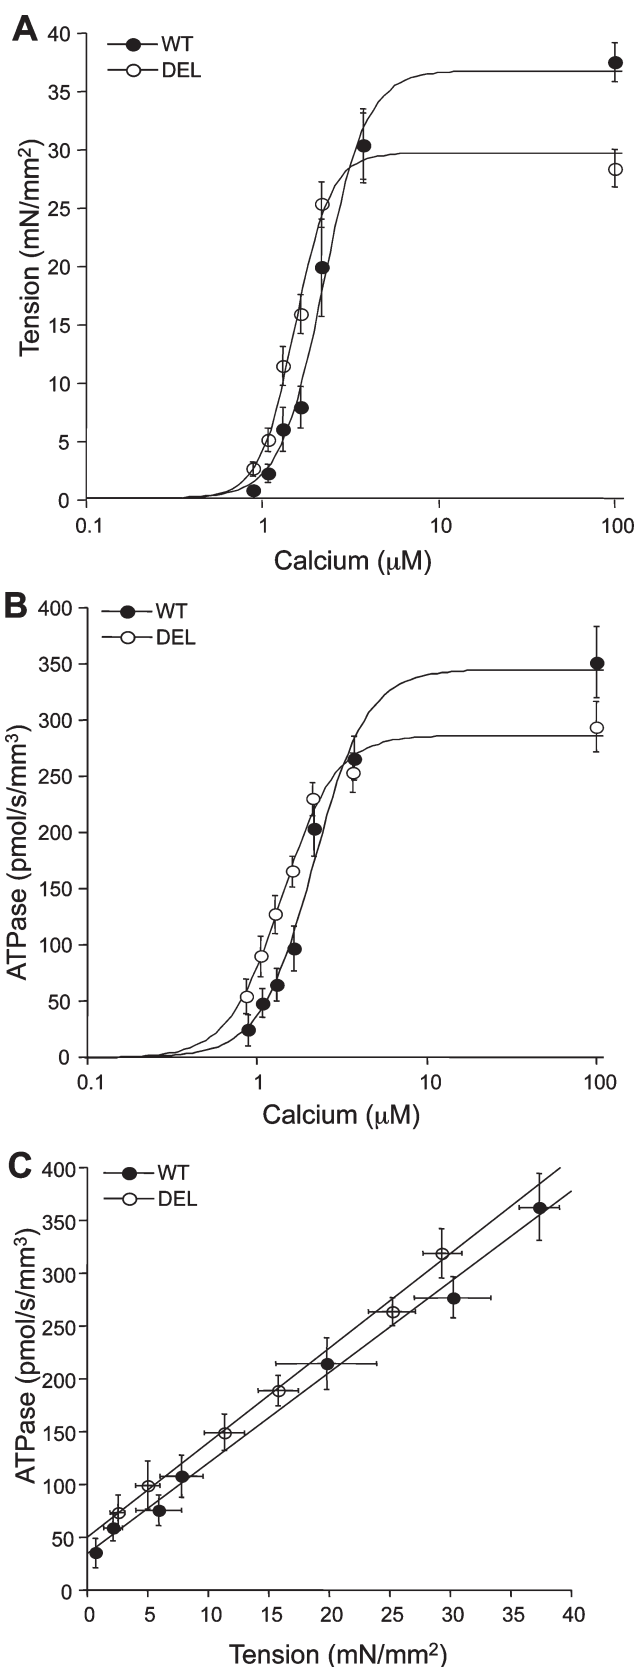 A
WT
DEL
40
35
30
25
20
15
10
5
0
Tension (mN/mm²)
0.1 1 10 100
Calcium (μM)
B
WT
DEL
400
350
300
250
200
150
100
50
0
ATPase (pmol/s/mm³)
0.1 1 10 100
Calcium (μM)
C
WT
DEL
400
350
300
250
200
150
100
50
0
ATPase (pmol/s/mm³)
0 5 10 15 20 25 30 35 40
Tension (mN/mm²)